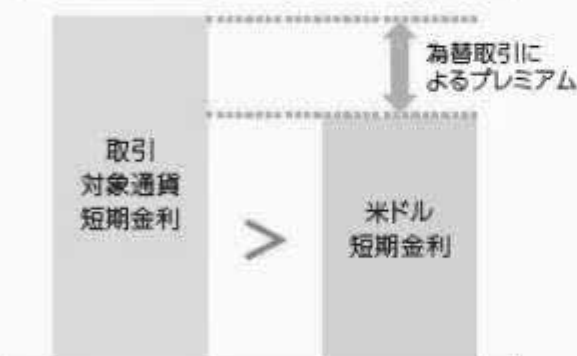 為替取引に
よるプレミアム
取引
対象通貨
短期金利
>
米ドル
短期金利